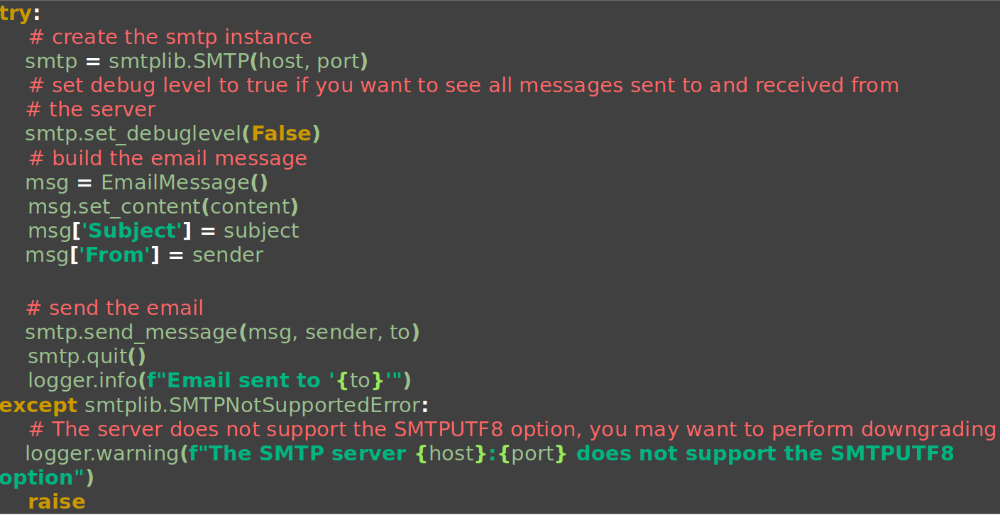 try:
# create the smtp instance
smtp = smtplib.SMTP(host, port)
# set debug level to true if you want to see all messages sent to and received from
# the server
smtp.set_debuglevel(False)
# build the email message
msg = EmailMessage()
msg.set_content(content)
msg['Subject'] = subject
msg['From'] = sender
# send the email
smtp.send_message(msg, sender, to)
smtp.quit()
logger.info(f"Email sent to '{to}'")
except smtplib.SMTPNotSupportedError:
# The server does not support the SMTPUTF8 option, you may want to perform downgrading
logger.warning(f"The SMTP server {host}:{port} does not support the SMTPUTF8
option")
raise